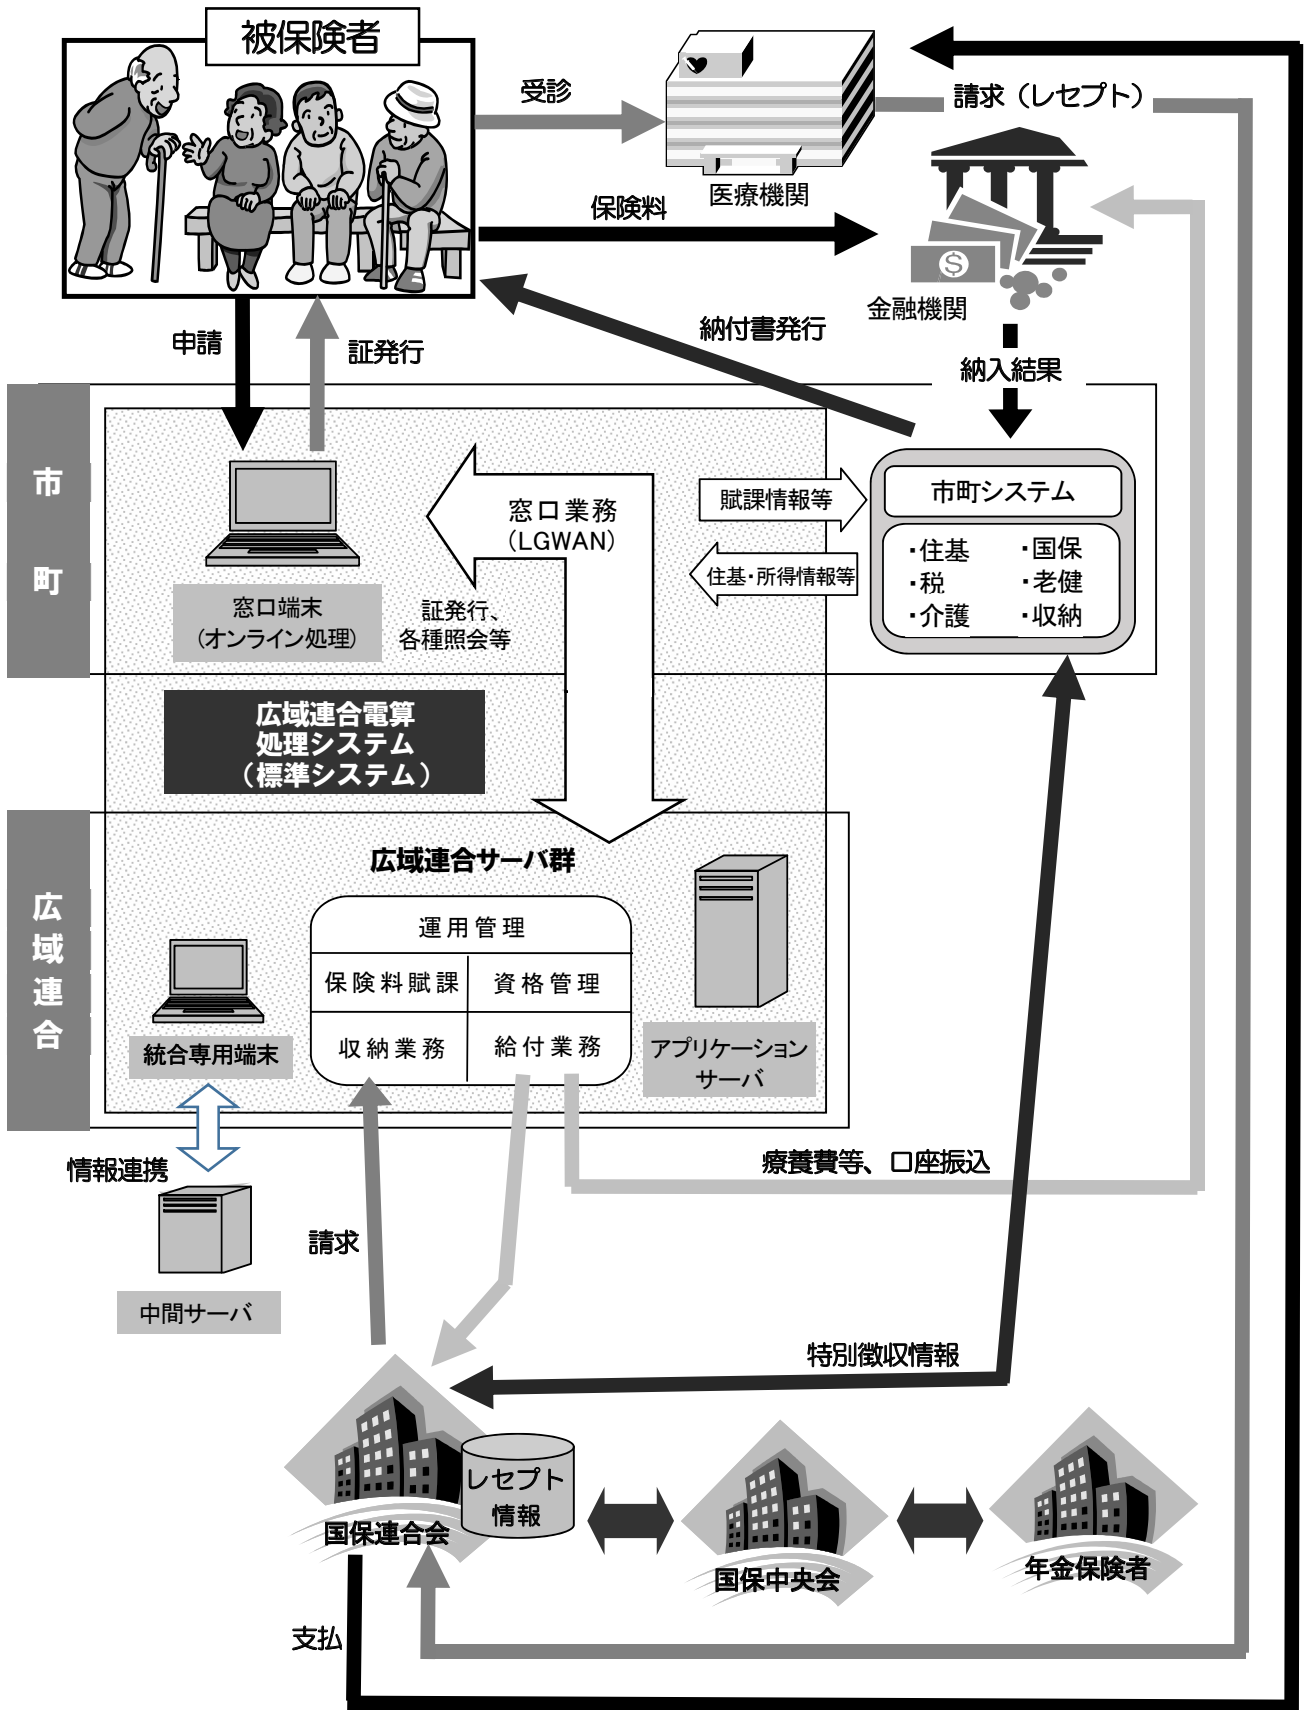 被保険者
受診
請求（レセプト）
医療機関
保険料
$
金融機関
申請
証発行
納付書発行
納入結果
市
町
窓口業務
(LGWAN)
賦課情報等
住基・所得情報等
市町システム
・住基　・国保
・税　・老健
・介護　・収納
窓口端末
(オンライン処理)
証発行、
各種照会等
広域連合電算
処理システム
（標準システム）
広
域
連
合
広域連合サーバ群
運用管理
保険料賦課　資格管理
収納業務　給付業務
統合専用端末
アプリケーション
サーバ
情報連携
療養費等、口座振込
請求
中間サーバ
特別徴収情報
レセプト
情報
国保連合会
国保中央会
年金保険者
支払